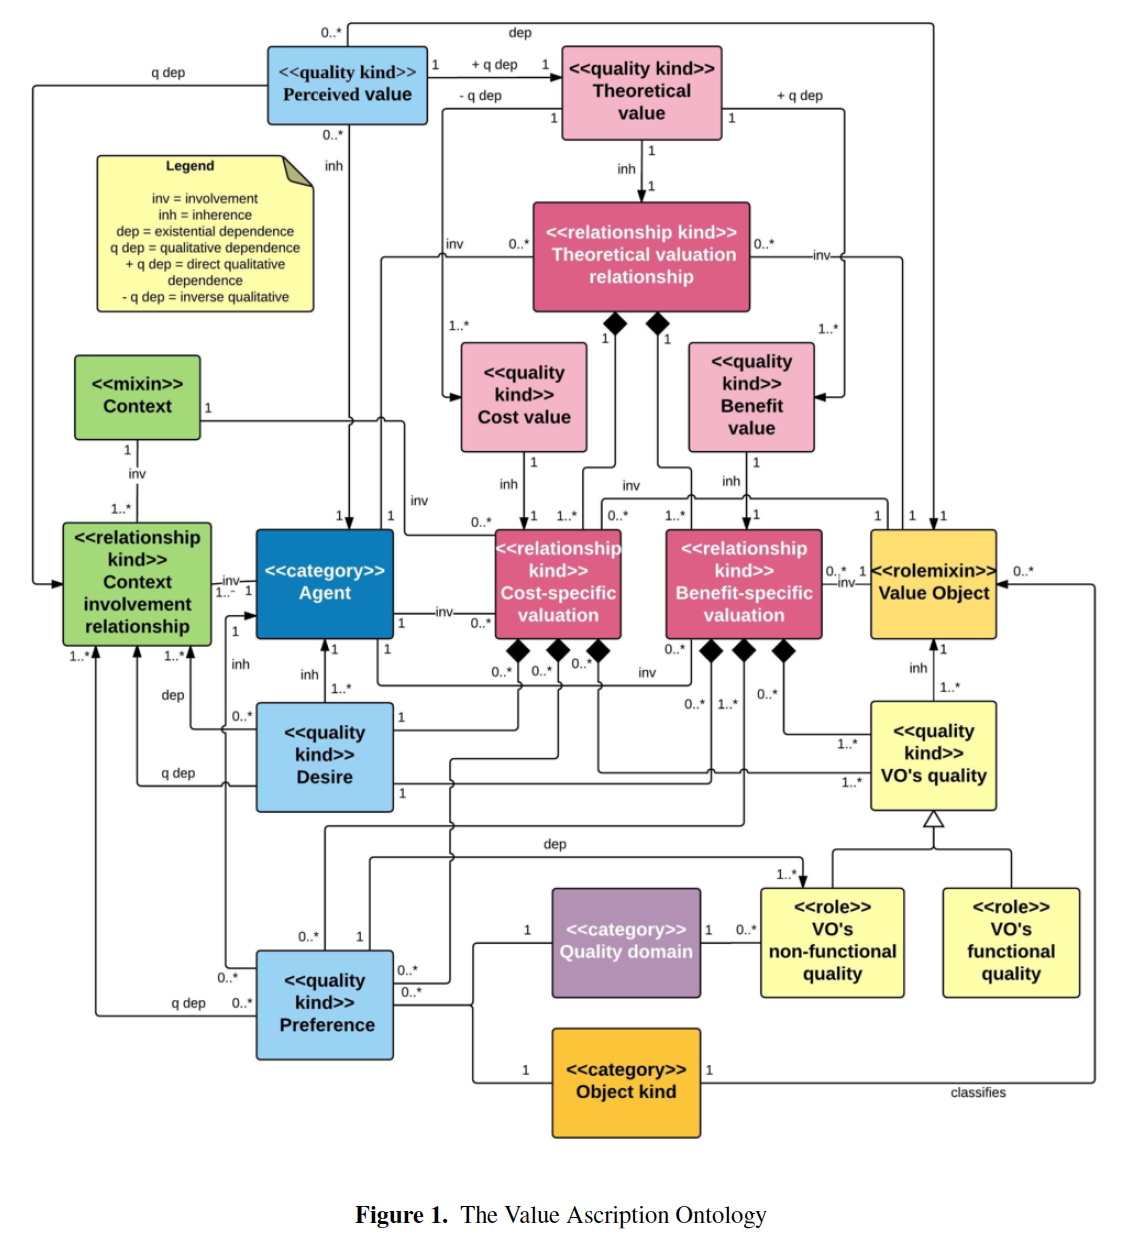 0..*
dep
<<quality kind>>
Perceived value
1
+ q dep
1
<<quality kind>>
Theoretical
value
q dep
- q dep
+ q dep
1
1
0..*
inh
Legend
inv = involvement
inh = inherence
dep = existential dependence
q dep = qualitative dependence
+ q dep = direct qualitative
dependence
- q dep = inverse qualitative
1
inh
1
inv
0..*
<<relationship kind>>
Theoretical valuation
relationship
0..*
inv
1..*
1
1
1..*
<<mixin>>
Context
1
<<quality
kind>>
Cost value
<<quality
kind>>
Benefit
value
1
inv
1..*
1
inh
1
inh
inv
inv
1
1
0..*
1
1..*
0..*
1..*
1
1
1
1
<<relationship
kind>>
Context
involvement
relationship
inv
1..-
1
<<category>>
Agent
<<relationship
kind>>
Cost-specific
valuation
<<relationship
kind>>
Benefit-specific
valuation
0..*
1
inv
<<rolemixin>>
Value Object
0..*
1
inv
0..*
1
1..*
1..*
inh
1
1
0..*
0..*
0..*
0..*
inv
1
inh
1..*
inh
1..*
dep
0..*
<<quality
kind>>
Desire
1
1
q dep
0..*
1..*
0..*
1..*
1..*
<<quality
kind>>
VO's quality
dep
1..*
0..*
1
<<category>>
Quality domain
1
1
0..*
<<role>>
VO's
non-functional
quality
<<role>>
VO's
functional
quality
0..*
q dep
0..*
<<quality
kind>>
Preference
0..*
0..*
1
<<category>>
Object kind
1
classifies
Figure 1. The Value Ascription Ontology